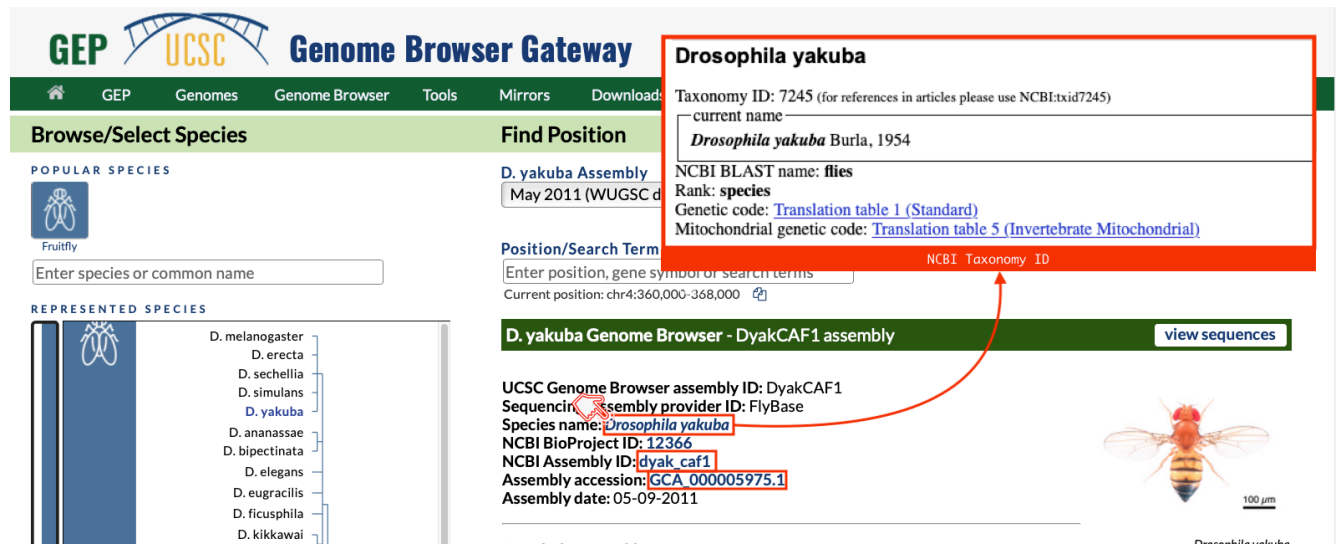 GEP UCSC Genome Browser Gateway
GEP Genomes Genome Browser Tools Mirrors Downloads
Browse/Select Species
POPULAR SPECIES
Fruitfly
Enter species or common name
REPRESENTED SPECIES
D. melanogaster
D. erecta
D. sechellia
D. simulans
D. yakuba
D. ananassae
D. bipectinata
D. elegans
D. eugracilis
D. ficusphila
D. kikkawai
Find Position
D. yakuba Assembly
May 2011 (WUGSC d
Position/Search Term
Enter position, gene symbol or search terms
Current position: chr4:360,000-368,000
D. yakuba Genome Browser - DyakCAF1 assembly
view sequences
UCSC Genome Browser assembly ID: DyakCAF1
Sequencing assembly provider ID: FlyBase
Species name: Drosophila yakuba
NCBI BioProject ID: 12366
NCBI Assembly ID: dyak_caf1
Assembly accession: GCA_000005975.1
Assembly date: 05-09-2011
100 µm
Drosophila yakuba
Drosophila yakuba
Taxonomy ID: 7245 (for references in articles please use NCBI:txid7245)
current name
Drosophila yakuba Burla, 1954
NCBI BLAST name: flies
Rank: species
Genetic code: Translation table 1 (Standard)
Mitochondrial genetic code: Translation table 5 (Invertebrate Mitochondrial)
NCBI Taxonomy ID